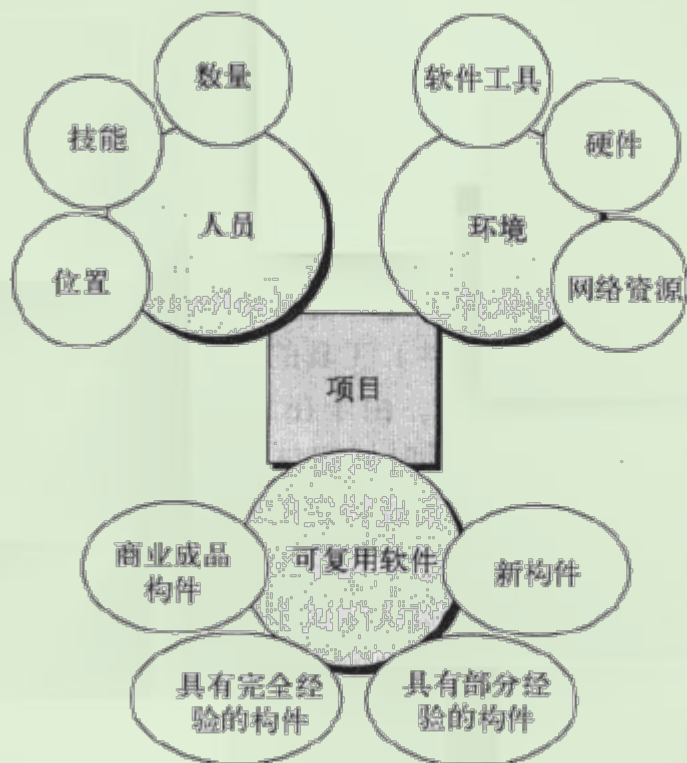 数量
软件工具
技能
硬件
人员
环境
位置
网络资源
项目
商业成品
构件
可复用软件
新构件
具有完全经
验的构件
具有部分经
验的构件